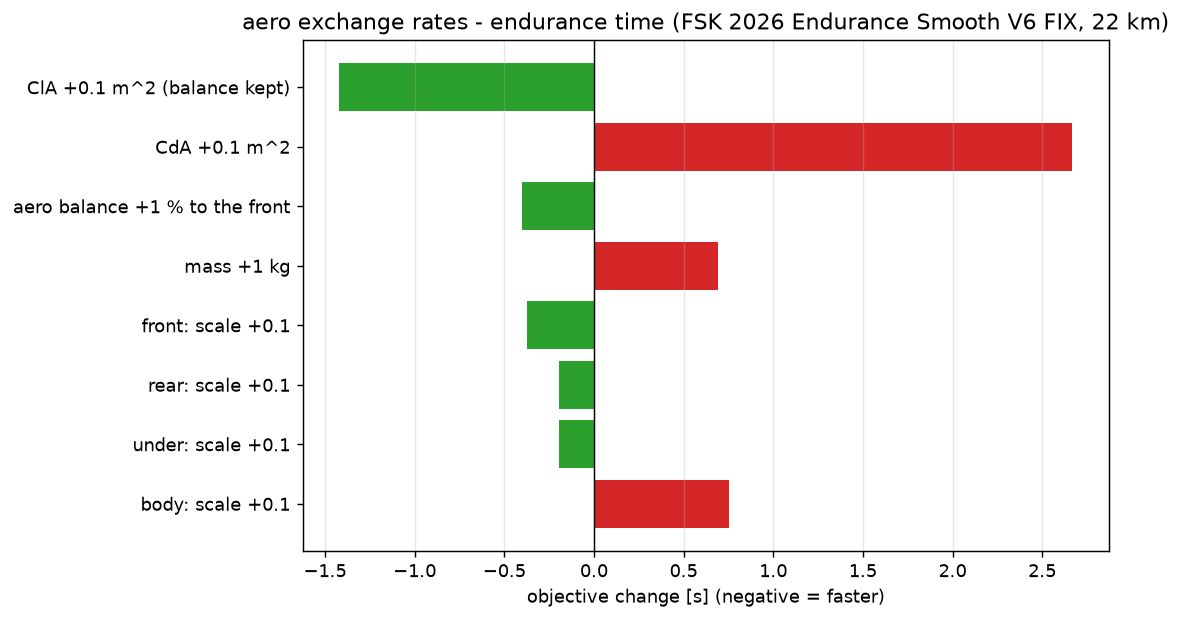 aero exchange rates - endurance time (FSK 2026 Endurance Smooth V6 FIX, 22 km)
ClA +0.1 m^2 (balance kept)
CdA +0.1 m^2
aero balance +1 % to the front
mass +1 kg
front: scale +0.1
rear: scale +0.1
under: scale +0.1
body: scale +0.1
−1.5 −1.0 −0.5 0.0 0.5 1.0 1.5 2.0 2.5
objective change [s] (negative = faster)